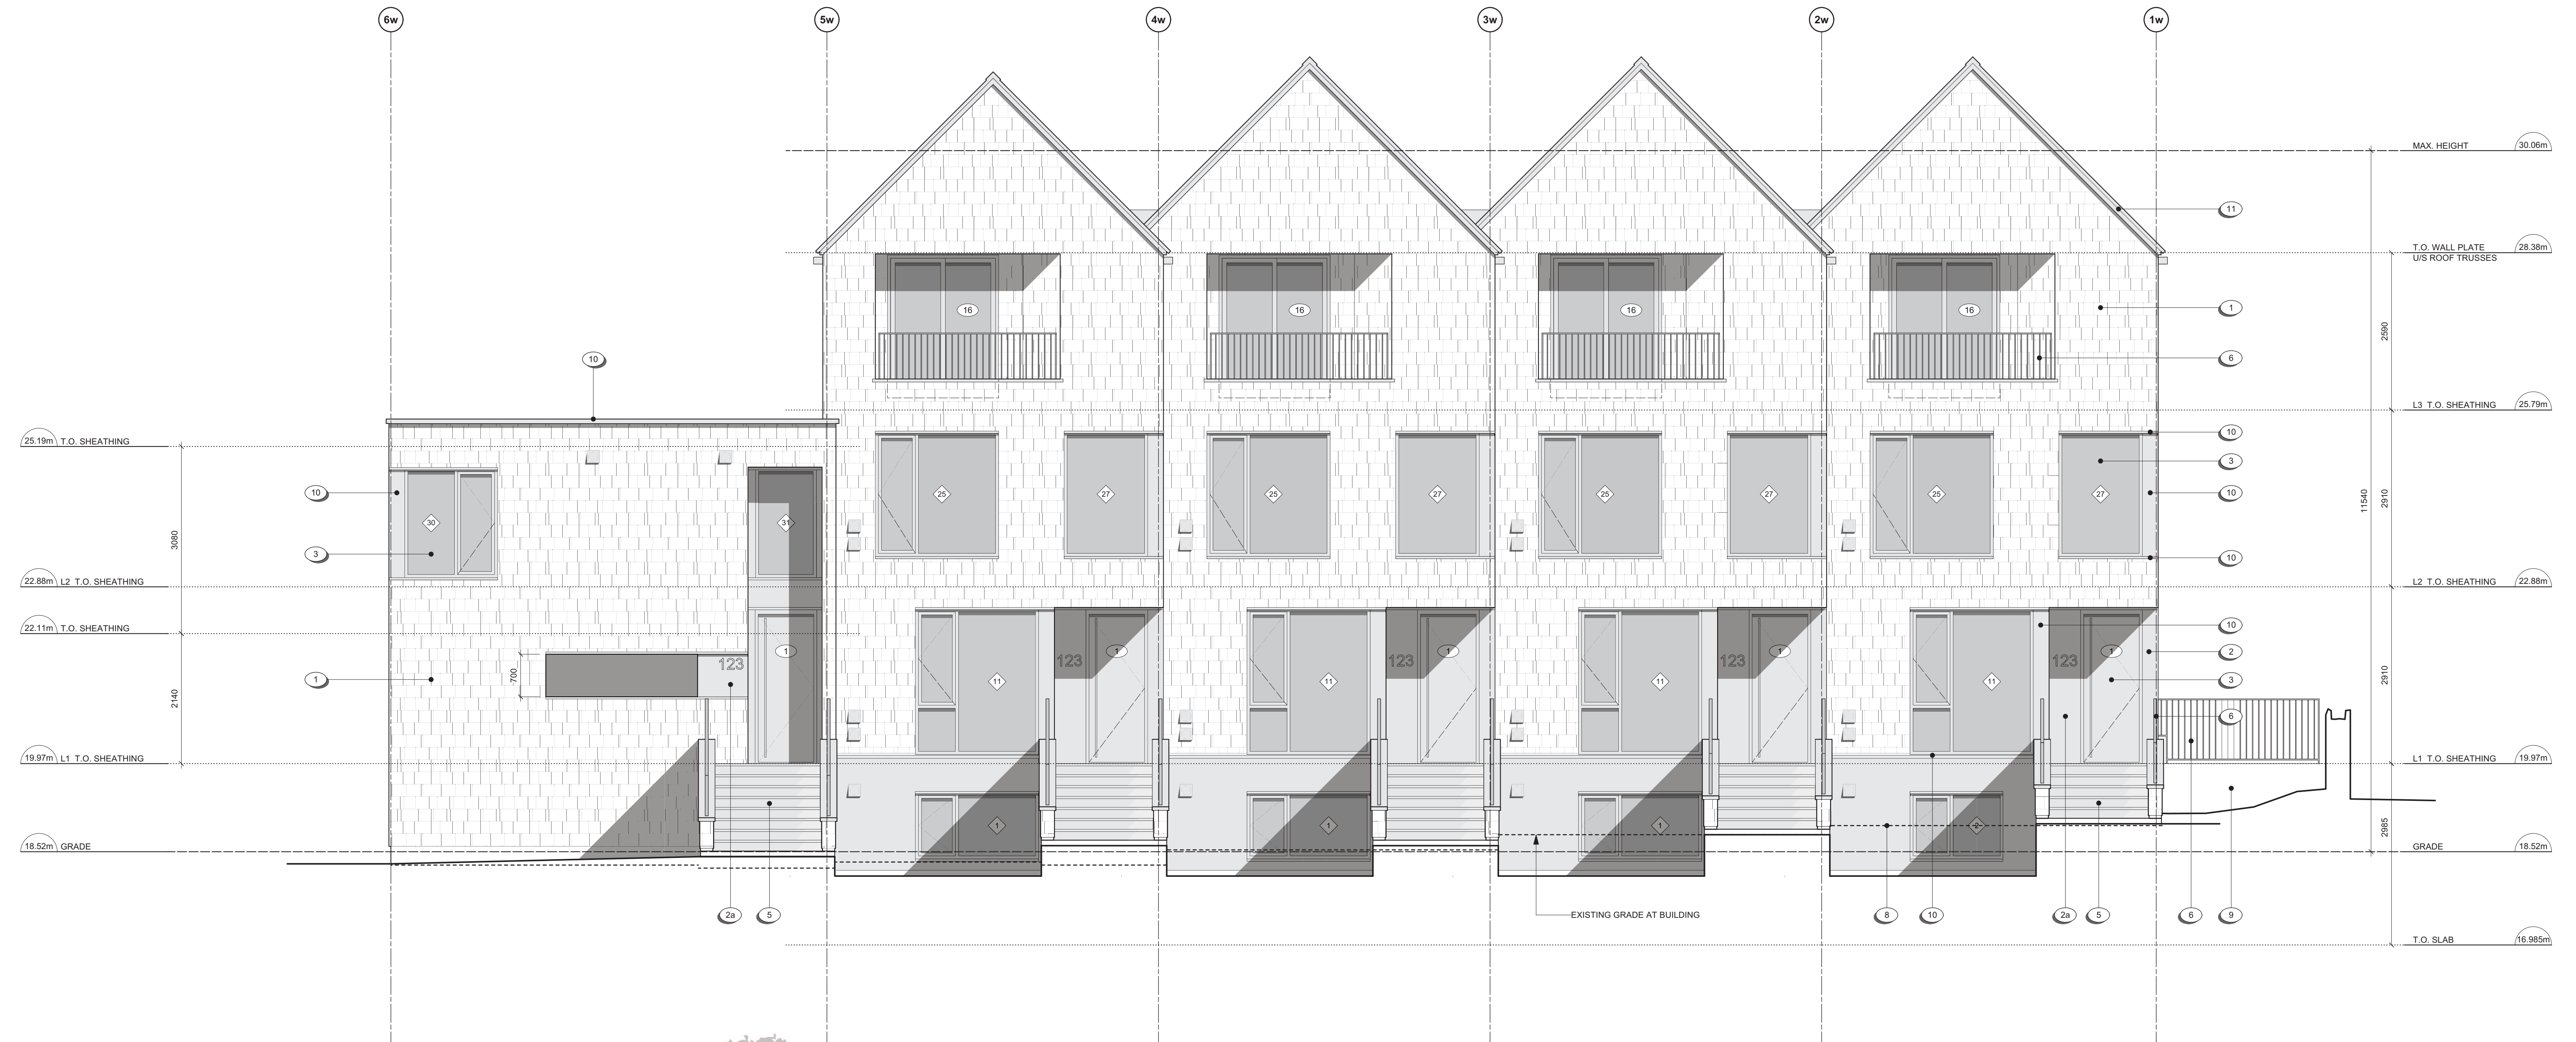 6w 5w 4w 3w 2w 1w
MAX. HEIGHT 30.06m
11
T.O. WALL PLATE 28.38m
U/S ROOF TRUSSES
16 16 16 16 1
2590
10 6
L3 T.O. SHEATHING 25.79m
25.19m T.O. SHEATHING 10
3
10 25 27 25 27 25 27 25 27 10
11540 2910
30 31
3080
3 10
22.88m L2 T.O. SHEATHING L2 T.O. SHEATHING 22.88m
22.11m T.O. SHEATHING 10
1 1 1 1 1 2
123 123 123 123 123
700
1 2140 11 11 11 11 3 2910
6
19.97m L1 T.O. SHEATHING L1 T.O. SHEATHING 19.97m
1 1 1 2 2985
18.52m GRADE GRADE 18.52m
2a 5 EXISTING GRADE AT BUILDING 8 10 2a 5 6 9
T.O. SLAB 16.985m